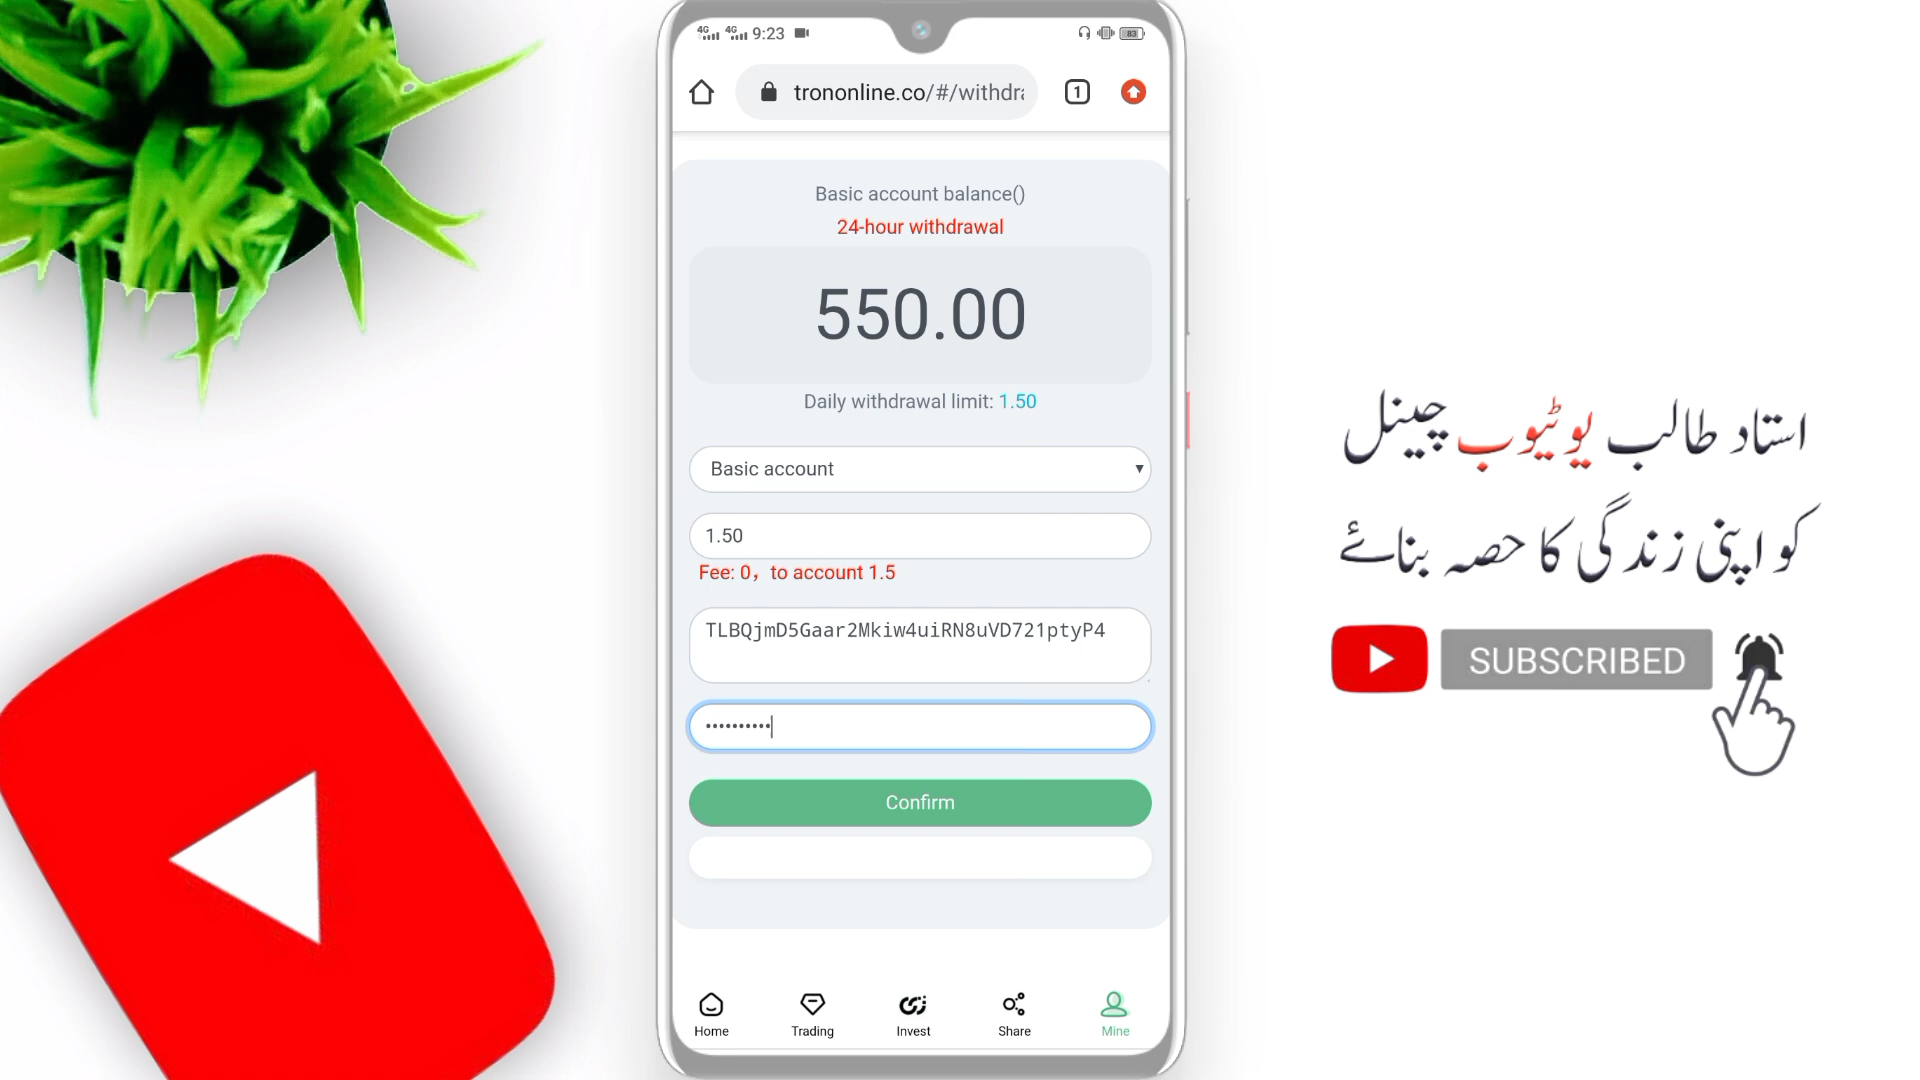 4G 4G 9:23 83
trononline.co/#/withdra
1
Basic account balance()
24-hour withdrawal
550.00
Daily withdrawal limit: 1.50
Basic account
1.50
Fee: 0，to account 1.5
TLBQjmD5Gaar2Mkiw4uiRN8uVD721ptyP4
••••••••••
Confirm
Home Trading Invest Share Mine
استاد طالب یوٹیوب چینل
کو اپنی زندگی کا حصہ بنائے
SUBSCRIBED